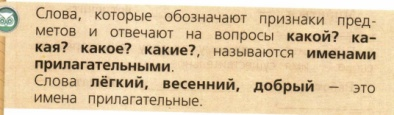 Слова, которые обозначают признаки пред-
метов и отвечают на вопросы какой? ка-
кая? какое? какие?, называются именами
прилагательными.
Слова лёгкий, весенний, добрый – это
имена прилагательные.